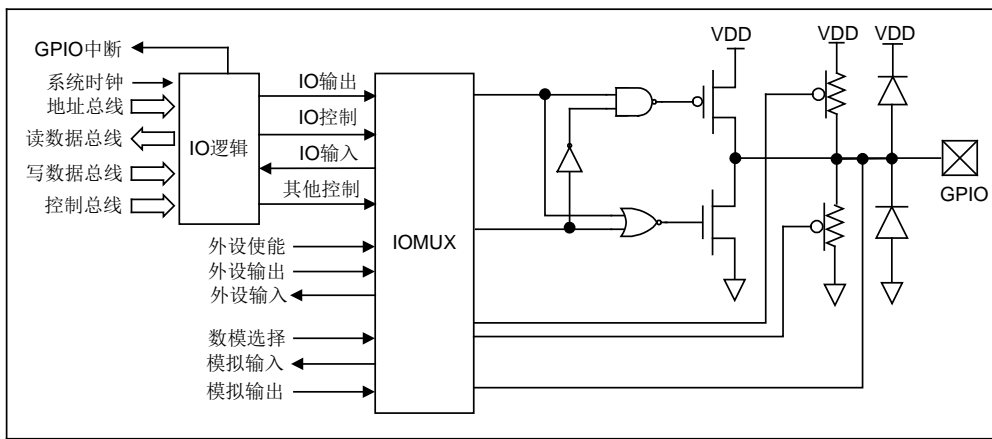 GPIO中断
系统时钟
地址总线
读数据总线
写数据总线
控制总线
IO逻辑
IO输出
IO控制
IO输入
其他控制
外设使能
外设输出
外设输入
数模选择
模拟输入
模拟输出
IOMUX
VDD
VDD
VDD
GPIO